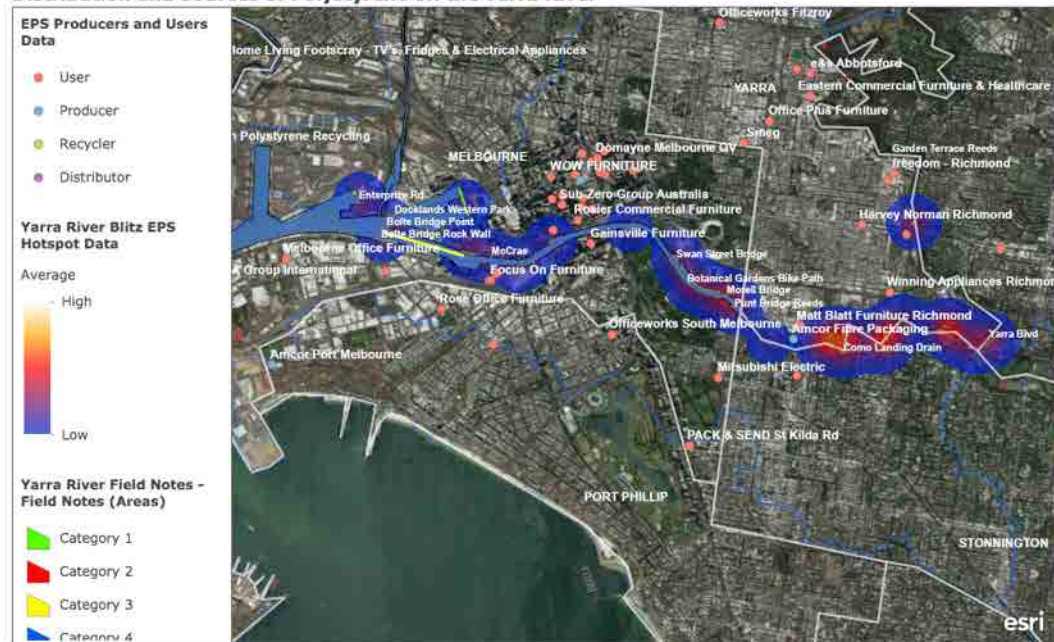 EPS Producers and Users
Data
User
Producer
Recycler
Distributor
Yarra River Blitz EPS
Hotspot Data
Average
High
Low
Yarra River Field Notes -
Field Notes (Areas)
Category 1
Category 2
Category 3
Category 4
Officeworks Fitzroy
Home Living Footscray - TV's, Fridges & Electrical Appliances
e&s Abbotsford
Eastern Commercial Furniture & Healthcare
YARRA
Office Plus Furniture
Smeg
n Polystyrene Recycling
MELBOURNE
Domayne Melbourne QV
WOW FURNITURE
Garden Terrace Reeds
freedom - Richmond
Enterprize Rd
Sub-Zero Group Australia
Docklands Western Park
Rosier Commercial Furniture
Harvey Norman Richmond
Bolte Bridge Point
Bolte Bridge Rock Wall
Gainsville Furniture
Melbourne Office Furniture
McCrae
Swan Street Bridge
A Group International
Focus On Furniture
Botanical Gardens Bike Path
Morell Bridge
Winning Appliances Richmon
Rose Office Furniture
Punt Bridge Reeds
Matt Blatt Furniture Richmond
Officeworks South Melbourne
Amcor Fibre Packaging
Yarra Blvd
Como Landing Drain
Amcor Port Melbourne
Mitsubishi Electric
PACK & SEND St Kilda Rd
PORT PHILLIP
STONNINGTON
esri